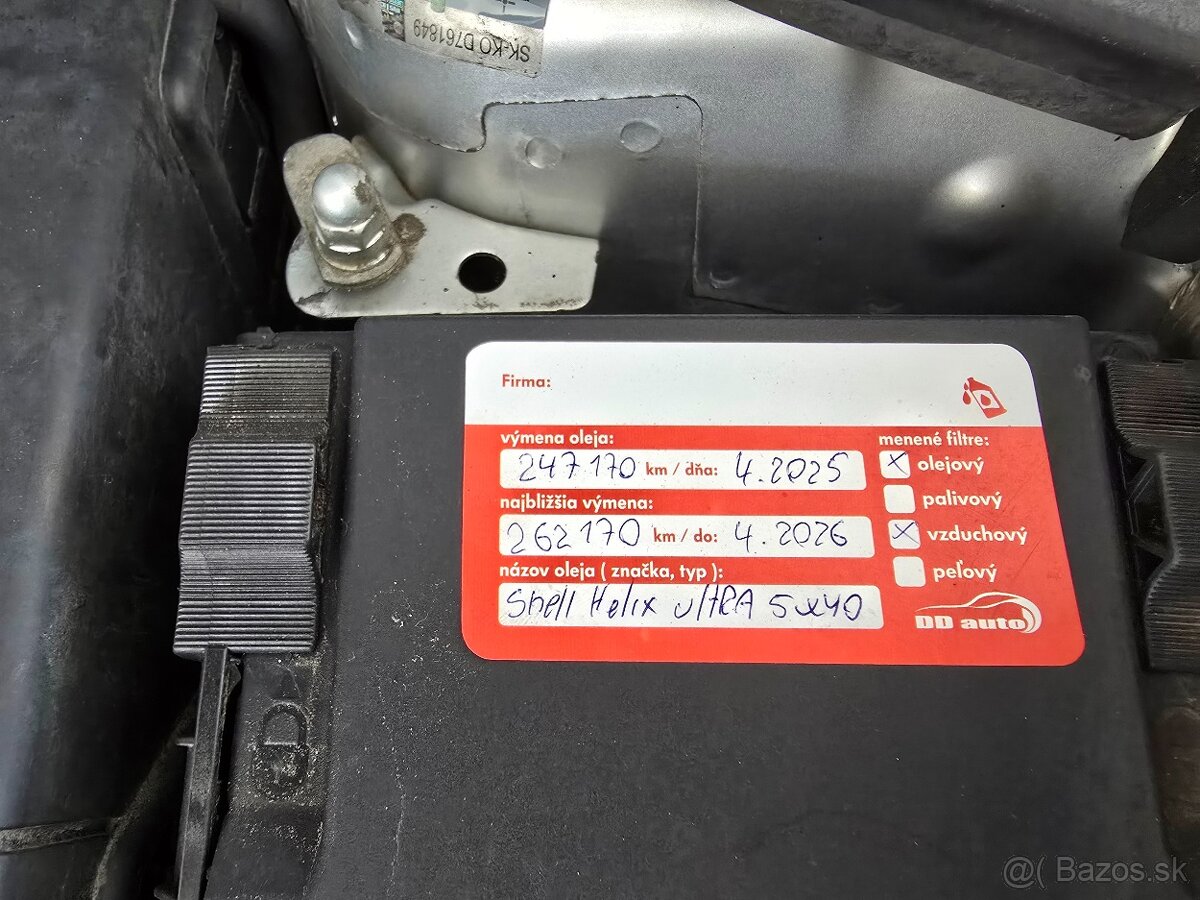 SK-KO D761849
Firma:
výmena oleja:
247 170 km / dňa: 4.2025
najbližšia výmena:
262 170 km / do: 4.2026
názov oleja ( značka, typ ):
Shell Helix ultRA 5w40
menené filtre:
X olejový
palivový
X vzduchový
peľový
DD auto
@( Bazos.sk